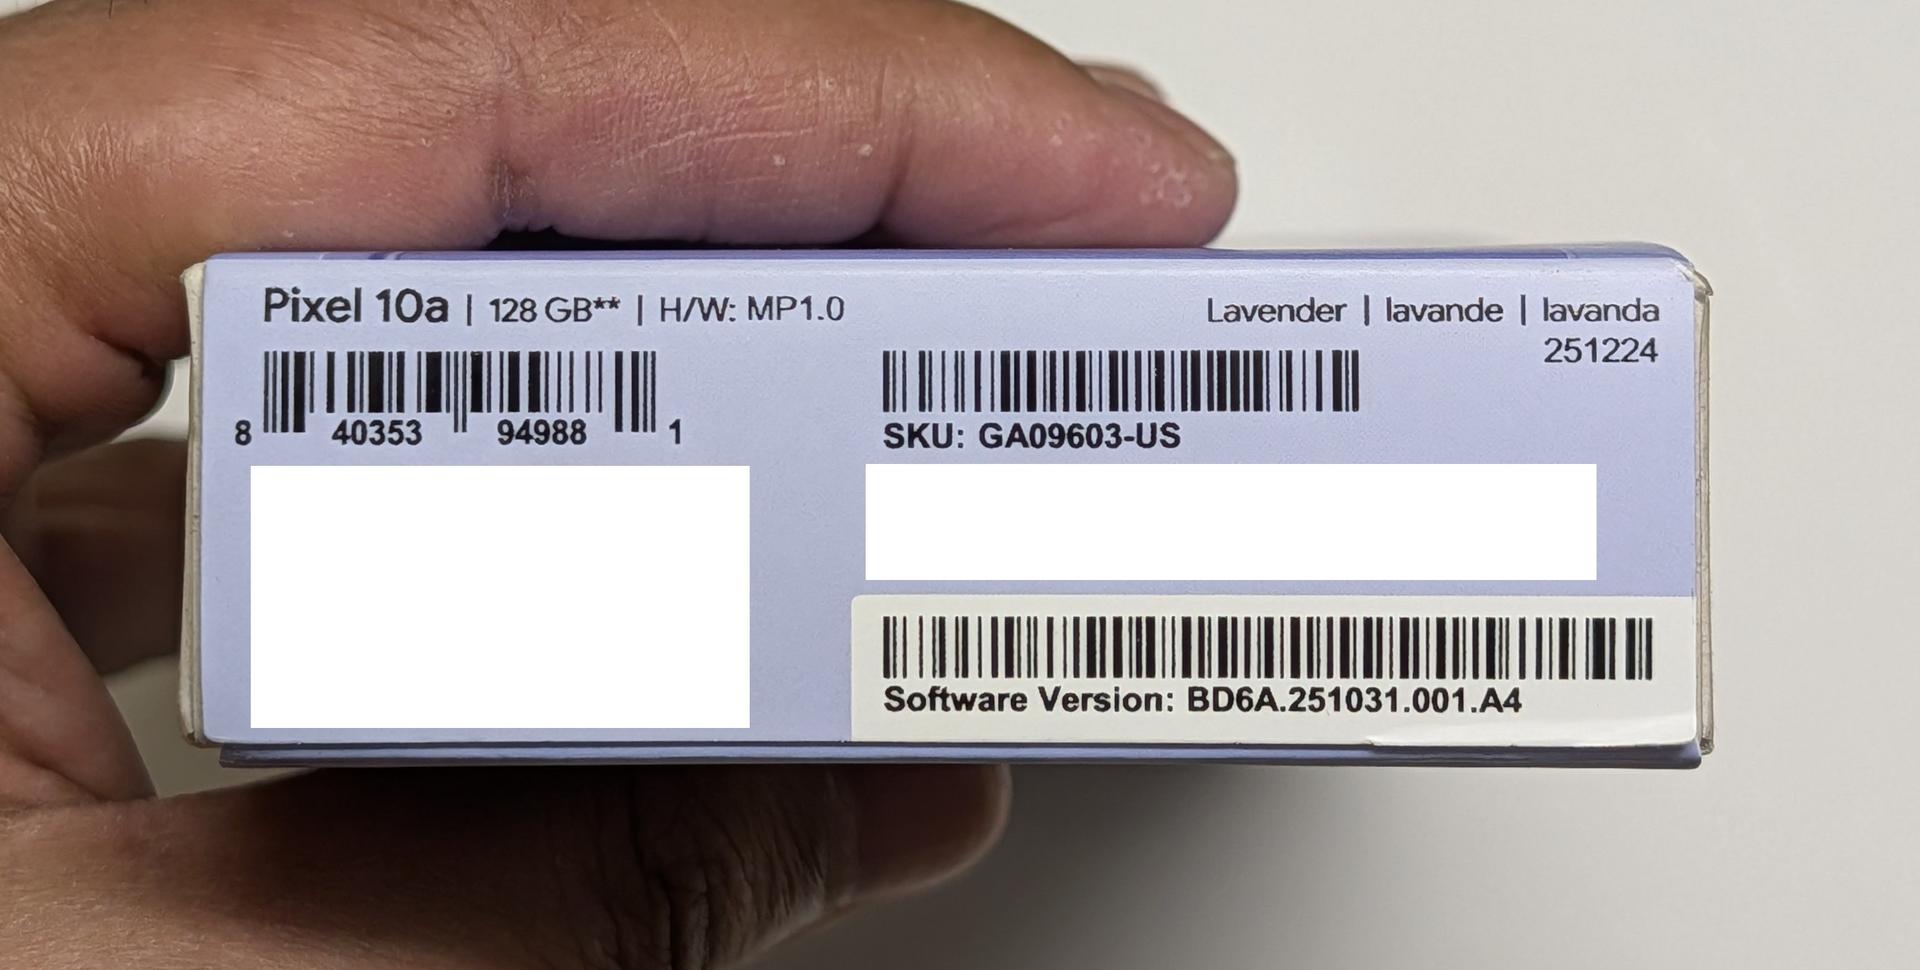 Pixel 10a | 128 GB** | H/W: MP1.0
Lavender | lavande | lavanda
251224
8 40353 94988 1
SKU: GA09603-US
Software Version: BD6A.251031.001.A4